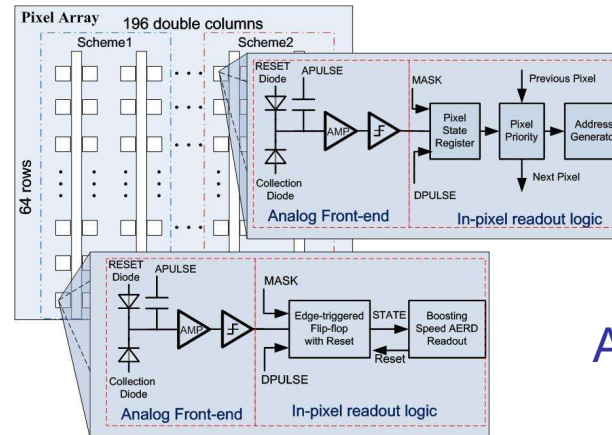 Pixel Array
196 double columns
Scheme1
Scheme2
64 rows
RESET
Diode
APULSE
AMP
Collection
Diode
Analog Front-end
MASK
DPULSE
Pixel
State
Register
Previous Pixel
Pixel
Priority
Next Pixel
Address
Generator
In-pixel readout logic
RESET
Diode
APULSE
AMP
Collection
Diode
Analog Front-end
MASK
DPULSE
Edge-triggered
Flip-flop
with Reset
STATE
Reset
Boosting
Speed AERD
Readout
In-pixel readout logic
A